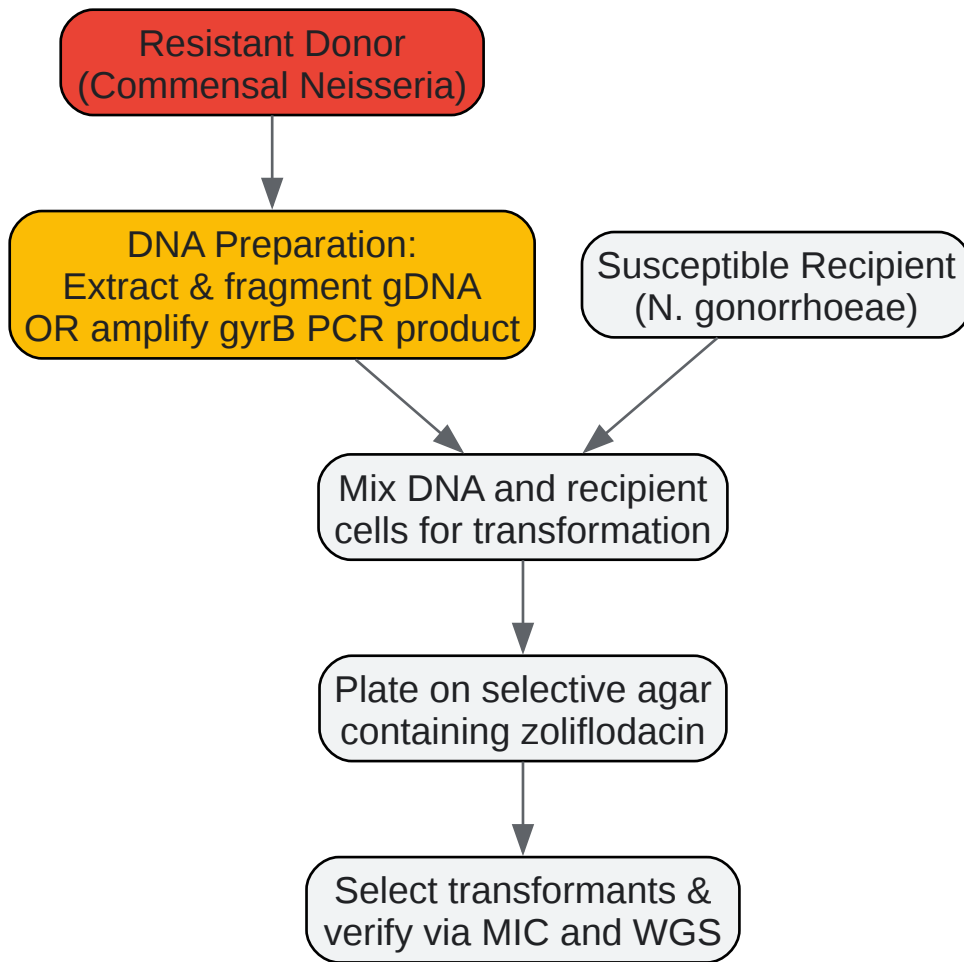 Resistant Donor
(Commensal Neisseria)
DNA Preparation:
Extract & fragment gDNA
OR amplify gyrB PCR product
Susceptible Recipient
(N. gonorrhoeae)
Mix DNA and recipient
cells for transformation
Plate on selective agar
containing zoliflodacin
Select transformants &
verify via MIC and WGS